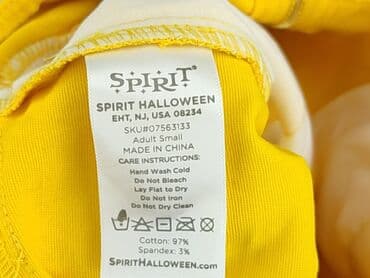 SPIRIT
SPIRIT HALLOWEEN
EHT, NJ, USA 08234
SKU#07563133
Adult Small
MADE IN CHINA
CARE INSTRUCTIONS:
Hand Wash Cold
Do Not Bleach
Lay Flat to Dry
Do Not Iron
Do Not Dry Clean
Cotton: 97%
Spandex: 3%
SPIRITHALLOWEEN.com